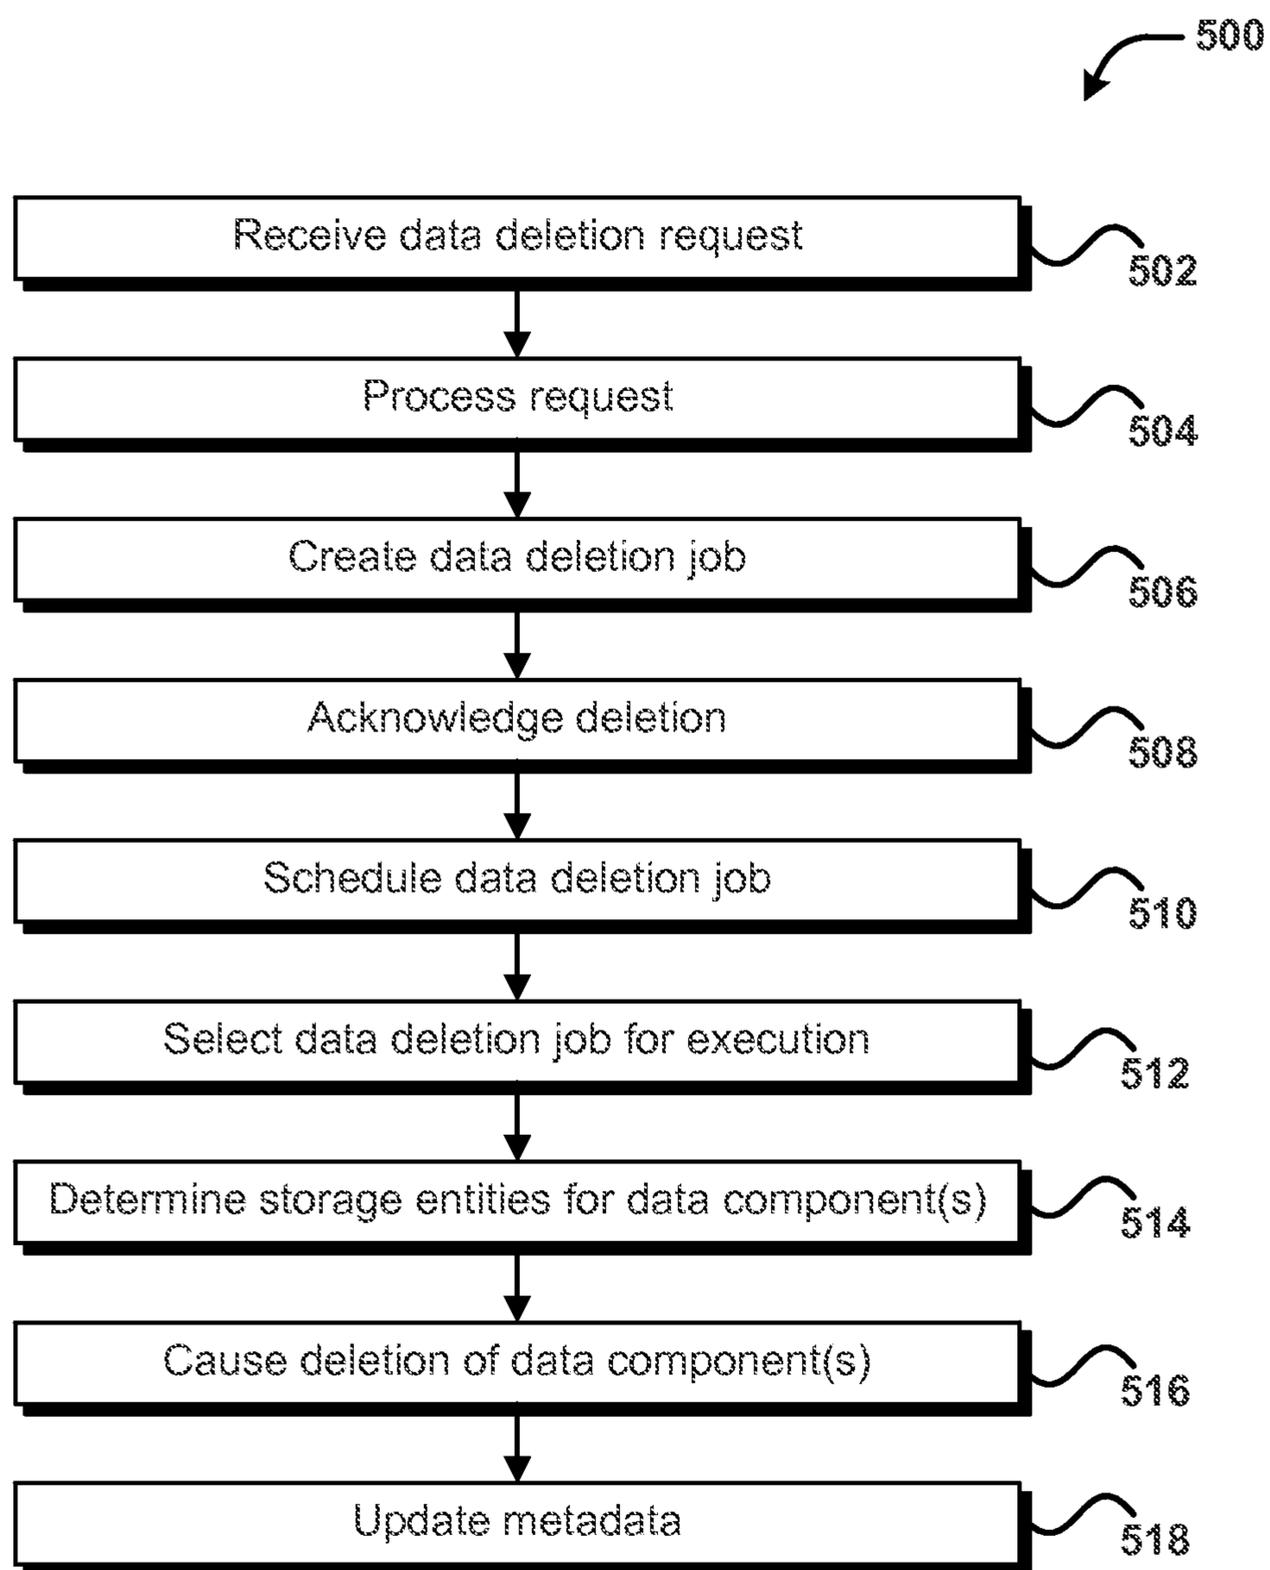 500
Receive data deletion request
502
Process request
504
Create data deletion job
506
Acknowledge deletion
508
Schedule data deletion job
510
Select data deletion job for execution
512
Determine storage entities for data component(s)
514
Cause deletion of data component(s)
516
Update metadata
518